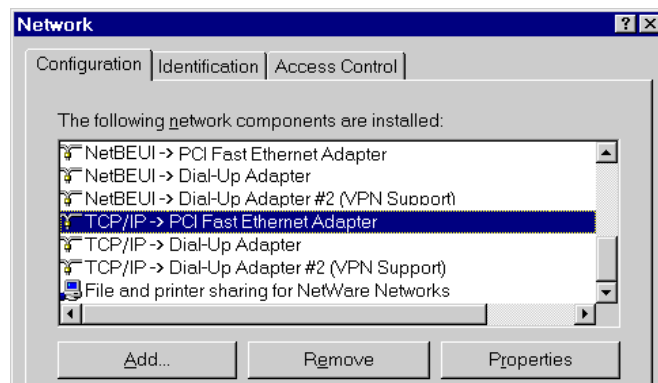 Network
Configuration Identification Access Control
The following network components are installed:
NetBEUI -> PCI Fast Ethernet Adapter
NetBEUI -> Dial-Up Adapter
NetBEUI -> Dial-Up Adapter #2 (VPN Support)
TCP/IP -> PCI Fast Ethernet Adapter
TCP/IP -> Dial-Up Adapter
TCP/IP -> Dial-Up Adapter #2 (VPN Support)
File and printer sharing for NetWare Networks
Add... Remove Properties